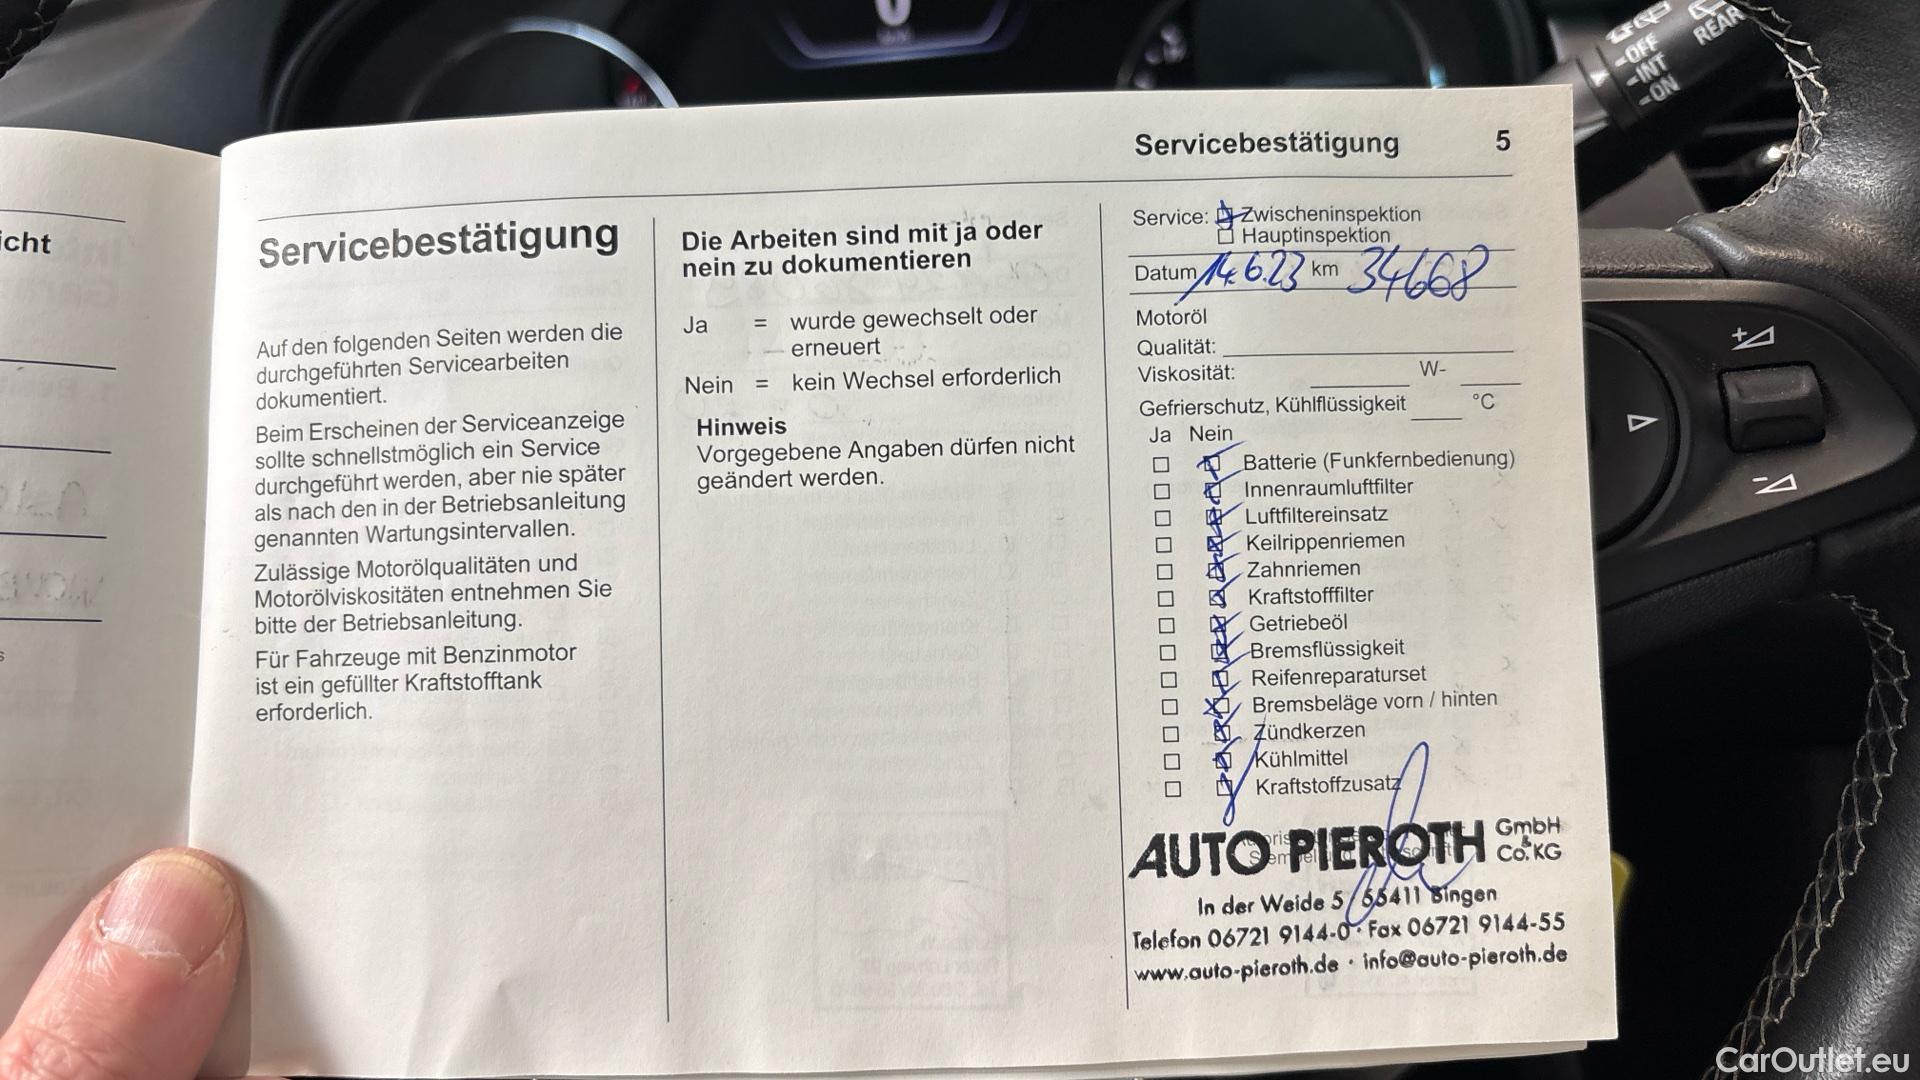 icht
Servicebestätigung 5
Servicebestätigung
Auf den folgenden Seiten werden die
durchgeführten Servicearbeiten
dokumentiert.
Beim Erscheinen der Serviceanzeige
sollte schnellstmöglich ein Service
durchgeführt werden, aber nie später
als nach den in der Betriebsanleitung
genannten Wartungsintervallen.
Zulässige Motorölqualitäten und
Motorölviskositäten entnehmen Sie
bitte der Betriebsanleitung.
Für Fahrzeuge mit Benzinmotor
ist ein gefüllter Kraftstofftank
erforderlich.
Die Arbeiten sind mit ja oder
nein zu dokumentieren
Ja = wurde gewechselt oder
erneuert
Nein = kein Wechsel erforderlich
Hinweis
Vorgegebene Angaben dürfen nicht
geändert werden.
Service: Zwischeninspektion
Hauptinspektion
Datum 14.6.23 km 34668
Motoröl
Qualität:
Viskosität: W-
Gefrierschutz, Kühlflüssigkeit °C
Ja Nein
Batterie (Funkfernbedienung)
Innenraumluftfilter
Luftfiltereinsatz
Keilrippenriemen
Zahnriemen
Kraftstofffilter
Getriebeöl
Bremsflüssigkeit
Reifenreparaturset
Bremsbeläge vorn / hinten
Zündkerzen
Kühlmittel
Kraftstoffzusatz
AUTO PIEROTH GmbH & Co. KG
In der Weide 5 · 55411 Bingen
Telefon 06721 9144-0 · Fax 06721 9144-55
www.auto-pieroth.de · info@auto-pieroth.de
OFF
INT
ON
REAR
CarOutlet.eu